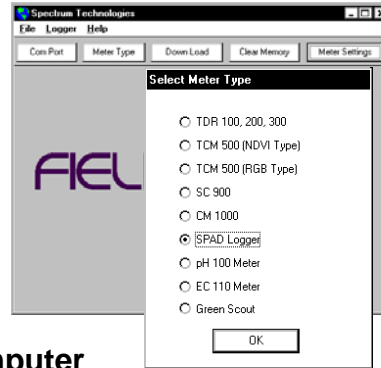 Spectrum Technologies
File Logger Help
Com Port Meter Type Down Load Clear Memory Meter Settings
Select Meter Type
TDR 100, 200, 300
TCM 500 (NDVI Type)
TCM 500 (RGB Type)
SC 900
CM 1000
SPAD Logger
pH 100 Meter
EC 110 Meter
Green Scout
OK
FIEL